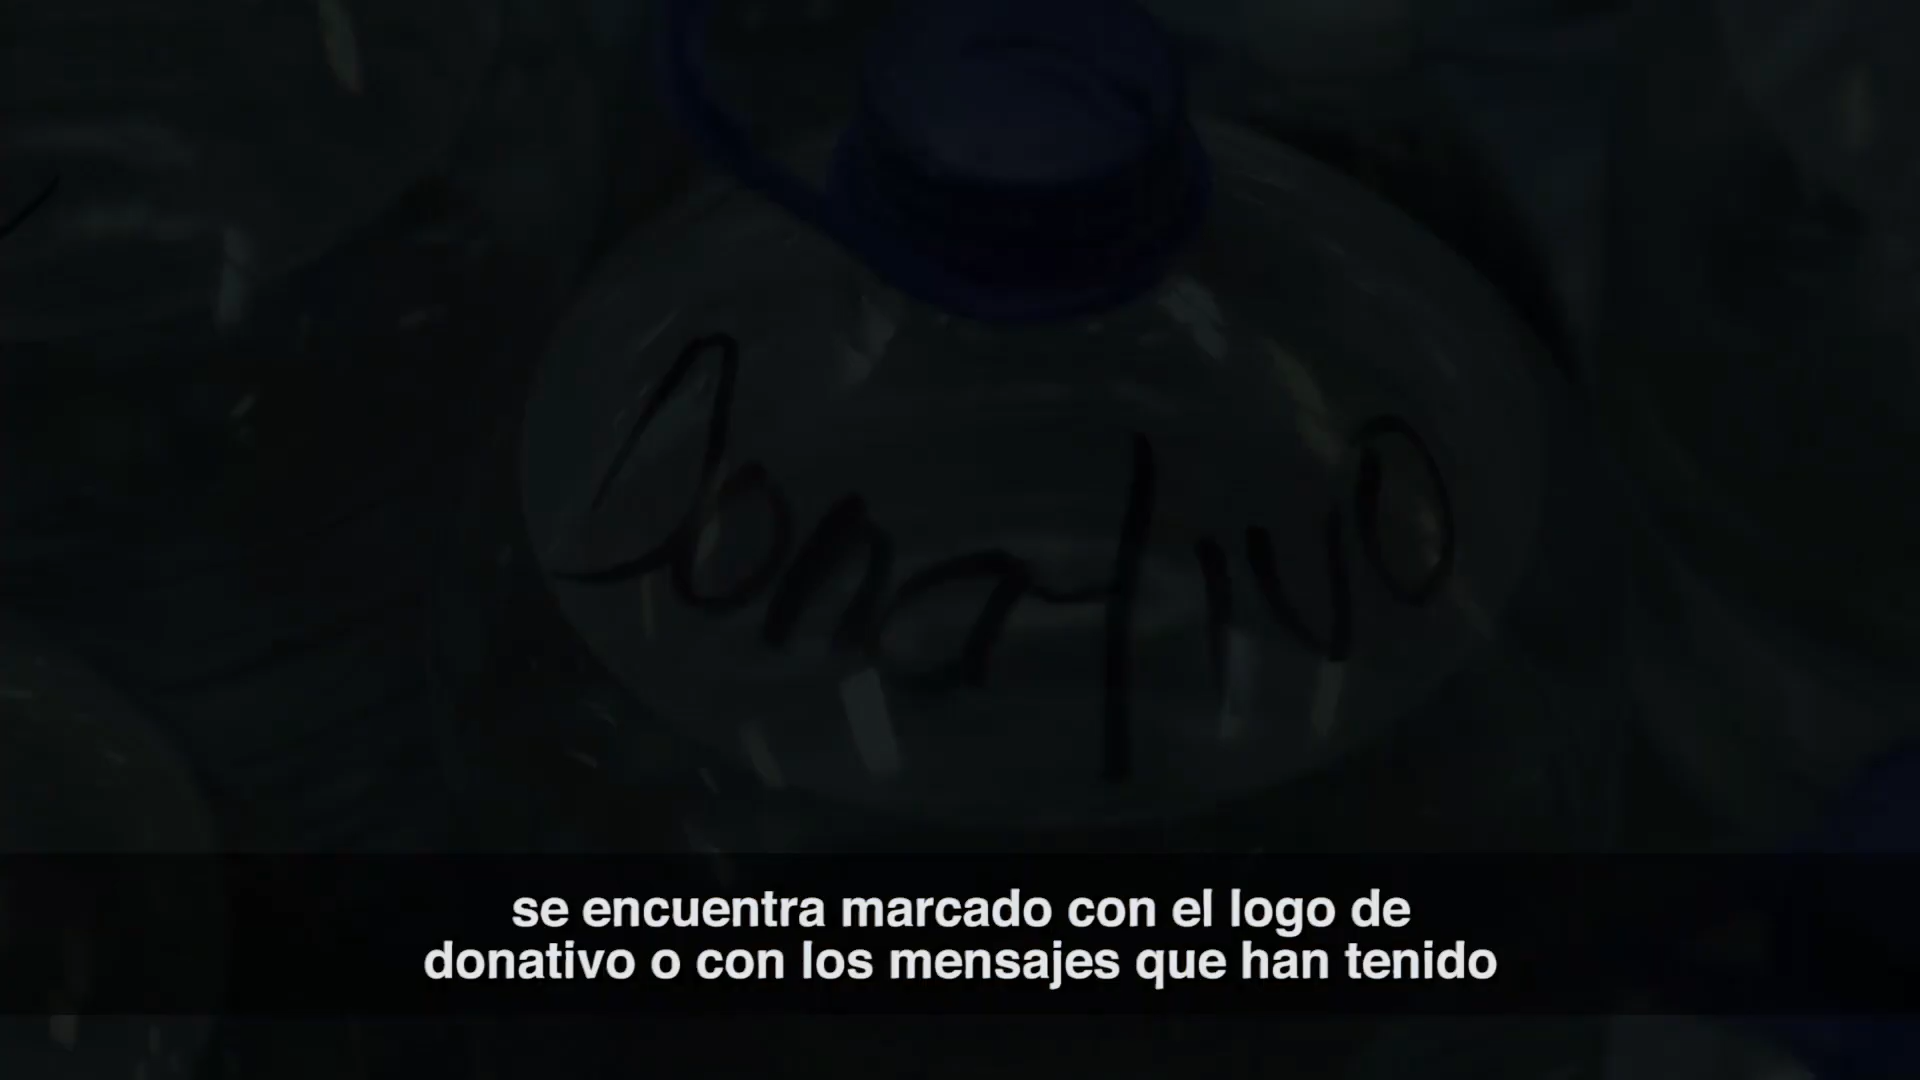 Donativo
se encuentra marcado con el logo de
donativo o con los mensajes que han tenido